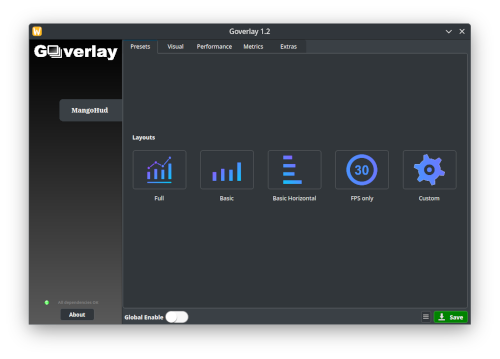 Goverlay 1.2
Goverlay
Presets Visual Performance Metrics Extras
MangoHud
Layouts
30
Full Basic Basic Horizontal FPS only Custom
About
Global Enable
Save